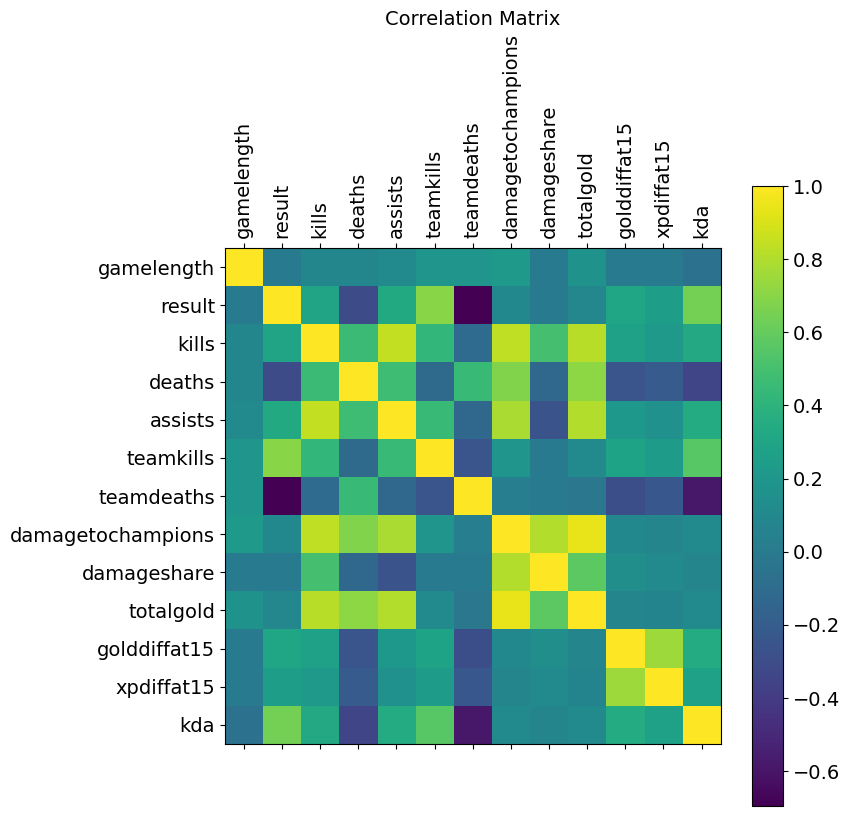 Correlation Matrix
gamelength
result
kills
deaths
assists
teamkills
teamdeaths
damagetochampions
damageshare
totalgold
golddiffat15
xpdiffat15
kda
gamelength
result
kills
deaths
assists
teamkills
teamdeaths
damagetochampions
damageshare
totalgold
golddiffat15
xpdiffat15
kda
1.0
0.8
0.6
0.4
0.2
0.0
−0.2
−0.4
−0.6